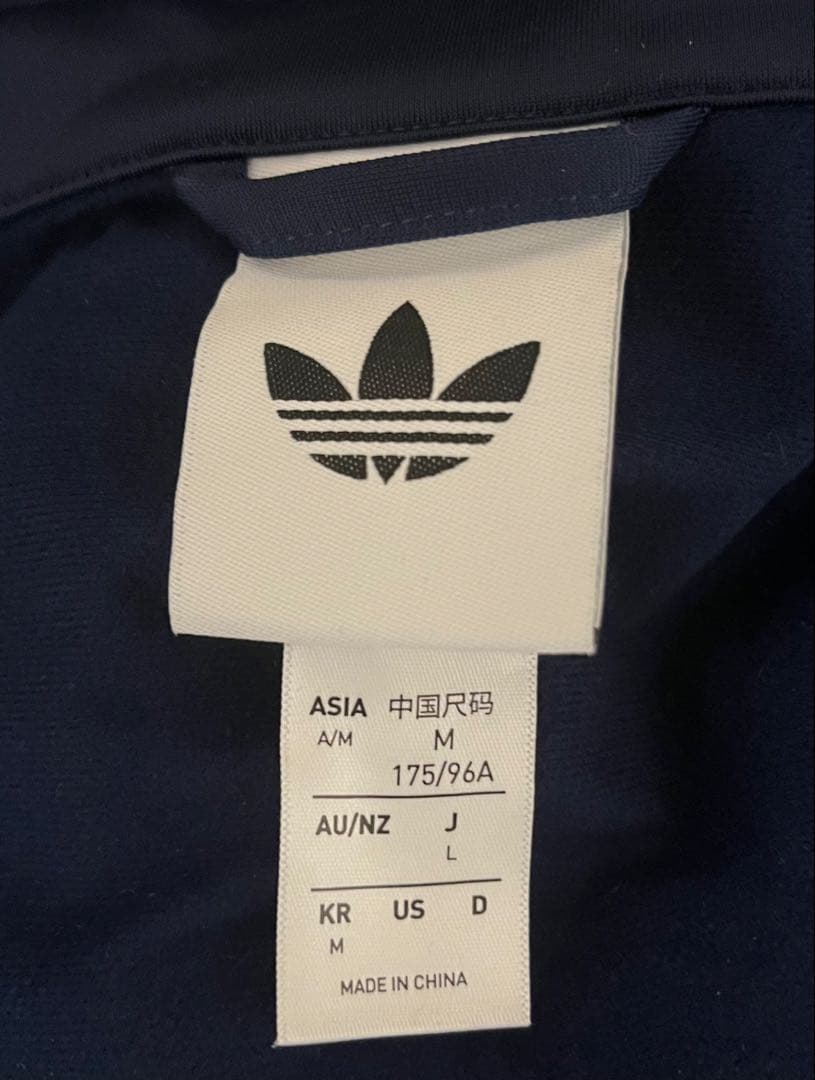 ASIA 中国尺码
A/M M
175/96A
AU/NZ J
L
KR US D
M
MADE IN CHINA